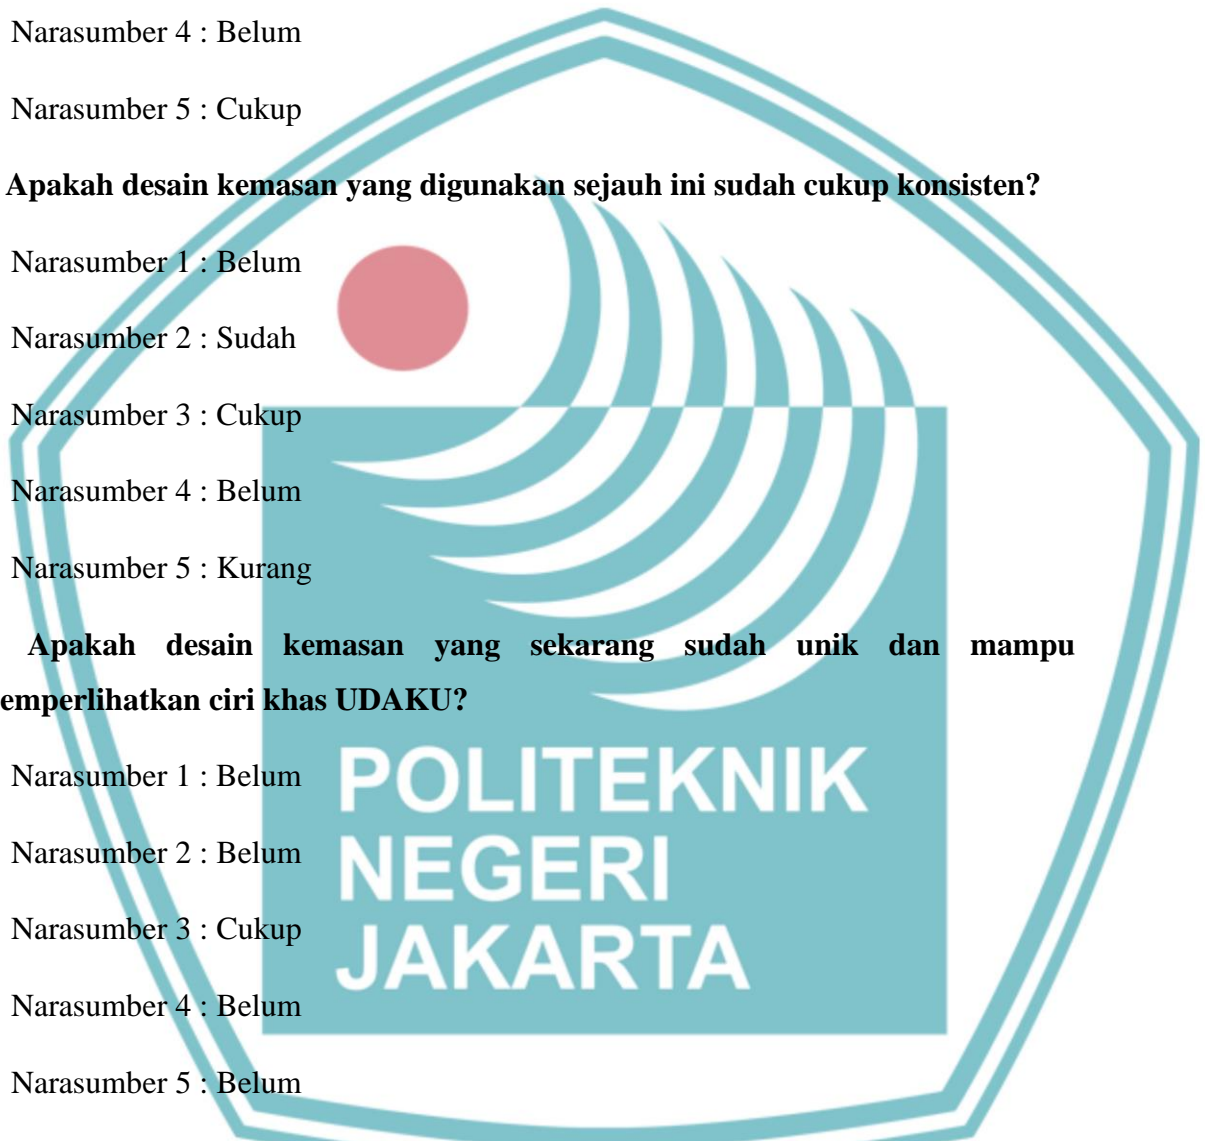 Narasumber 4 : Belum
Narasumber 5 : Cukup
Apakah desain kemasan yang digunakan sejauh ini sudah cukup konsisten?
Narasumber 1 : Belum
Narasumber 2 : Sudah
Narasumber 3 : Cukup
Narasumber 4 : Belum
Narasumber 5 : Kurang
Apakah desain kemasan yang sekarang sudah unik dan mampu
emperlihatkan ciri khas UDAKU?
Narasumber 1 : Belum
Narasumber 2 : Belum
Narasumber 3 : Cukup
Narasumber 4 : Belum
Narasumber 5 : Belum
POLITEKNIK
NEGERI
JAKARTA